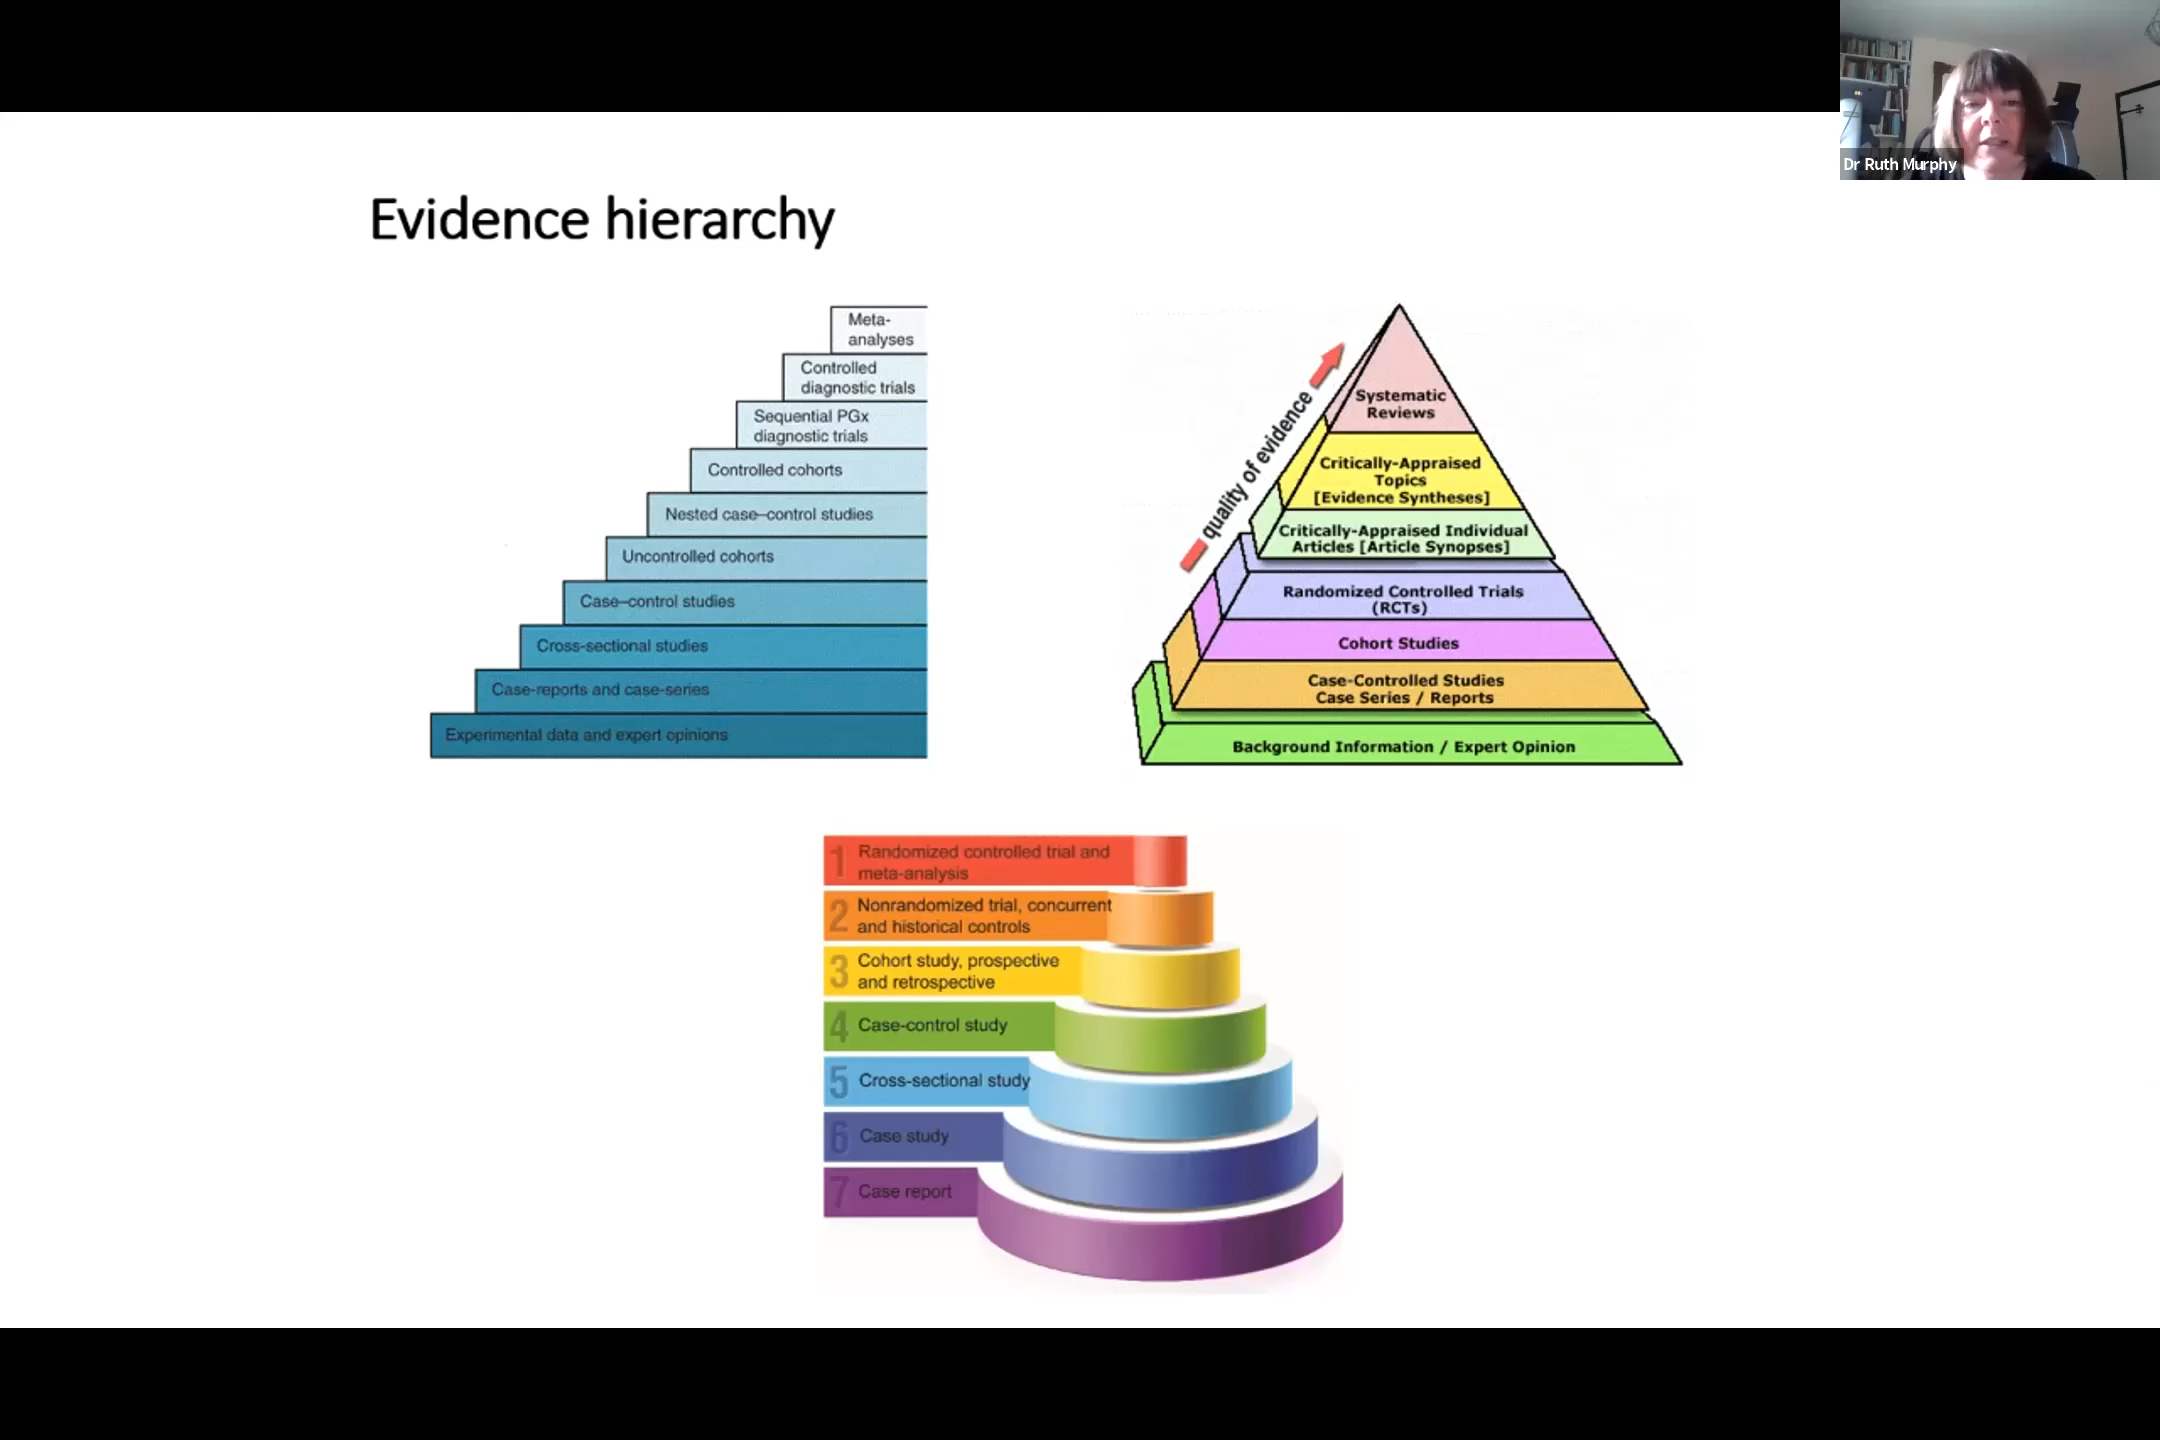 Dr Ruth Murphy
Evidence hierarchy
Meta-
analyses
Controlled
diagnostic trials
Sequential PGx
diagnostic trials
Controlled cohorts
Nested case–control studies
Uncontrolled cohorts
Case–control studies
Cross-sectional studies
Case-reports and case-series
Experimental data and expert opinions
quality of evidence
Systematic
Reviews
Critically-Appraised
Topics
[Evidence Syntheses]
Critically-Appraised Individual
Articles [Article Synopses]
Randomized Controlled Trials
(RCTs)
Cohort Studies
Case-Controlled Studies
Case Series / Reports
Background Information / Expert Opinion
1 Randomized controlled trial and
meta-analysis
2 Nonrandomized trial, concurrent
and historical controls
3 Cohort study, prospective
and retrospective
4 Case-control study
5 Cross-sectional study
6 Case study
7 Case report